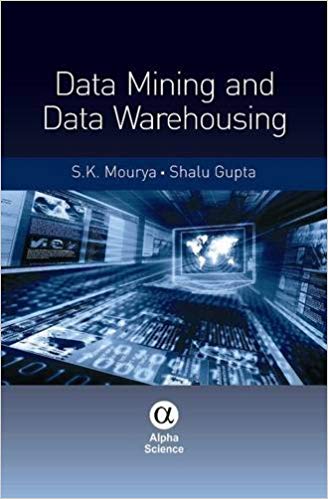 Data Mining and
Data Warehousing
S.K. Mourya • Shalu Gupta
α
Alpha
Science